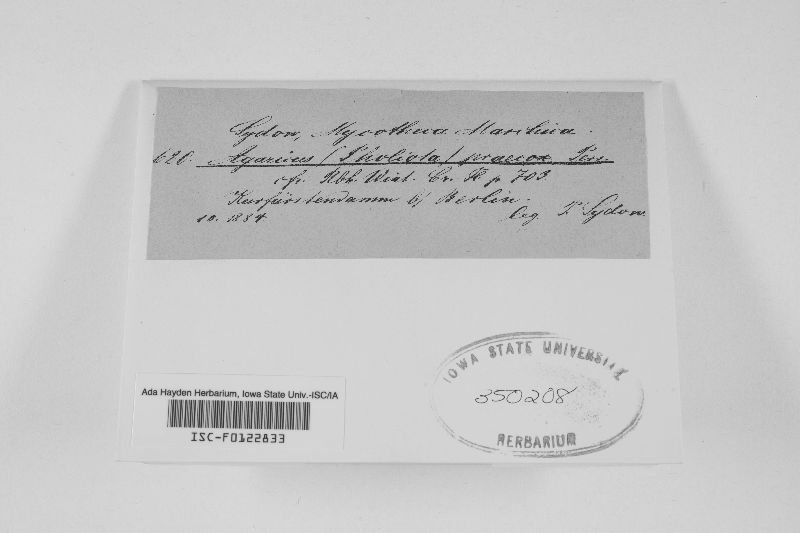 Sydow, Mycotheca Marchica.
620. Agaricus (Pholiota) praecox, Pers.
cfr. Rbh. Wint. Cr. Fl. p. 703
Kurfürstendamm b/ Berlin.
10. 1884 leg. P. Sydow
Ada Hayden Herbarium, Iowa State Univ.-ISC/IA
ISC-F0122833
IOWA STATE UNIVERSITY
350208
HERBARIUM